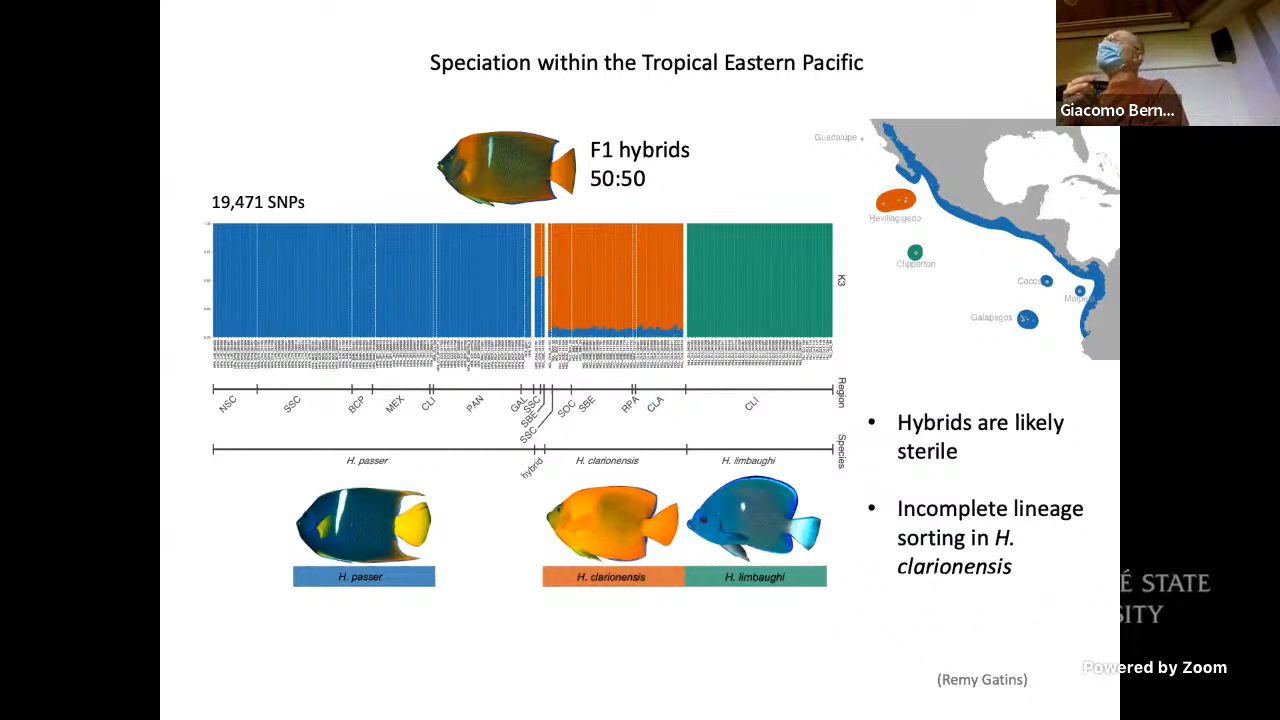 Speciation within the Tropical Eastern Pacific
Giacomo Bern...
F1 hybrids
50:50
19,471 SNPs
Guadalupe
Revillagigedo
Clipperton
Cocos
Malpelo
Galapagos
K3
NSC
SSC
BCP
MEX
CLI
PAN
GAL
SSC
SBE
SSC
SOC
SBE
RPA
CLA
CLI
Region
H. passer
hybrid
H. clarionensis
H. limbaughi
Species
H. passer
H. clarionensis
H. limbaughi
• Hybrids are likely
sterile
• Incomplete lineage
sorting in H.
clarionensis
É STATE
SITY
Powered by Zoom
(Remy Gatins)